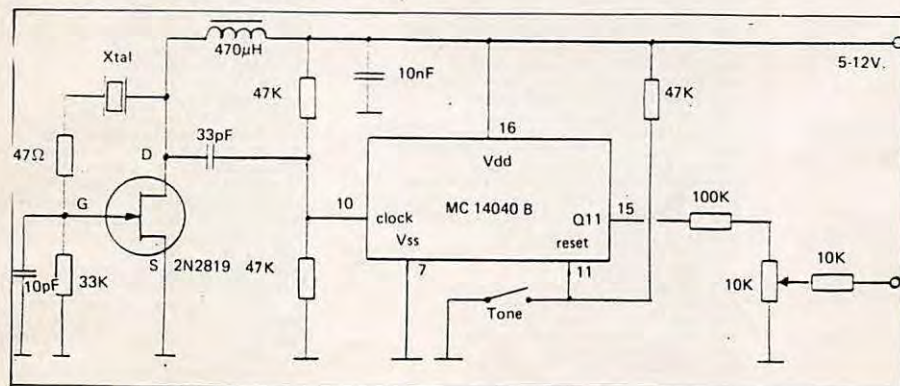 470µH
Xtal
5-12V.
10nF
47K
47K
33pF
16
47Ω
D
Vdd
MC 14040 B
10
15
100K
G
clock
Q11
Vss
reset
S
2N2819
47K
7
11
10K
10K
10pF
33K
Tone